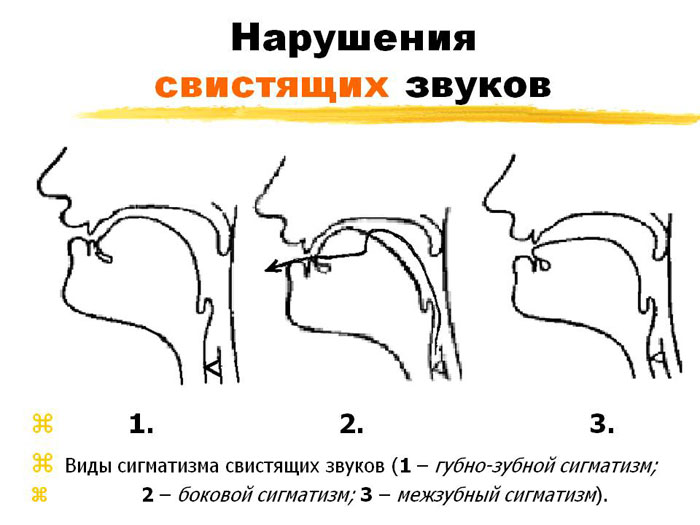 Нарушения
свистящих звуков
1. 2. 3.
Виды сигматизма свистящих звуков (1 – губно-зубной сигматизм;
2 – боковой сигматизм; 3 – межзубный сигматизм).